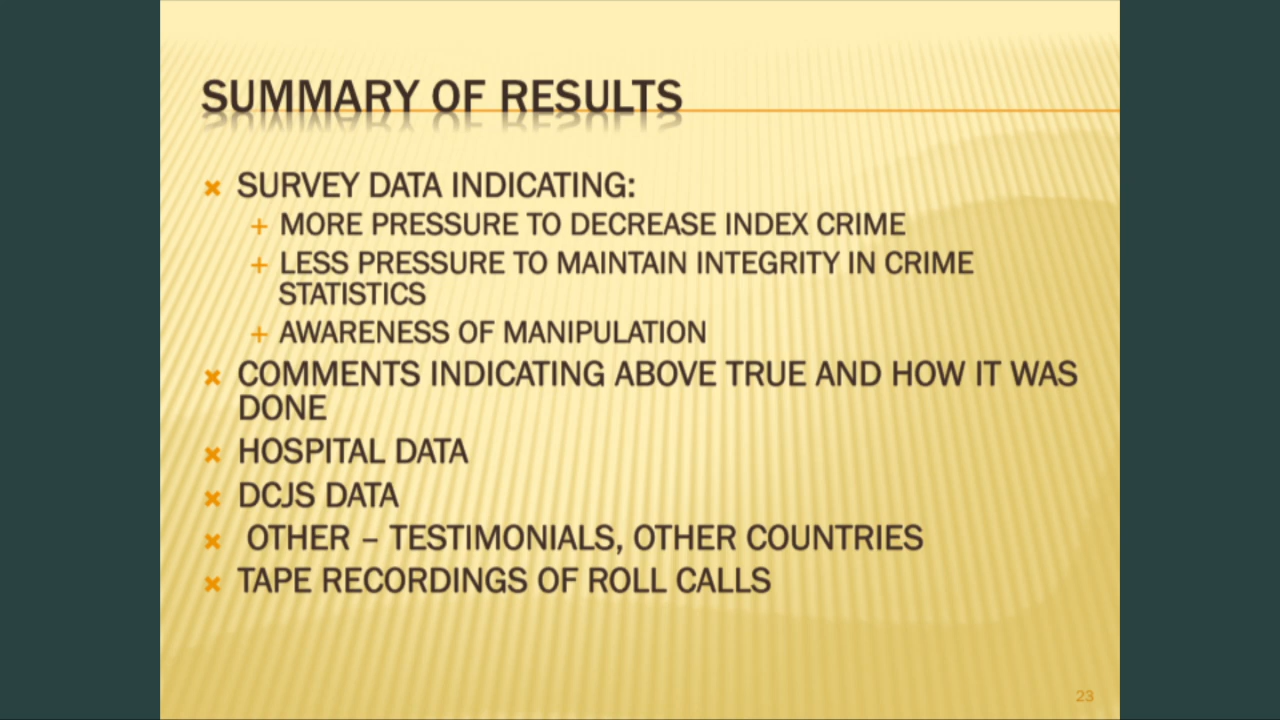 SUMMARY OF RESULTS
SURVEY DATA INDICATING:
MORE PRESSURE TO DECREASE INDEX CRIME
LESS PRESSURE TO MAINTAIN INTEGRITY IN CRIME
STATISTICS
AWARENESS OF MANIPULATION
COMMENTS INDICATING ABOVE TRUE AND HOW IT WAS
DONE
HOSPITAL DATA
DCJS DATA
OTHER – TESTIMONIALS, OTHER COUNTRIES
TAPE RECORDINGS OF ROLL CALLS
23